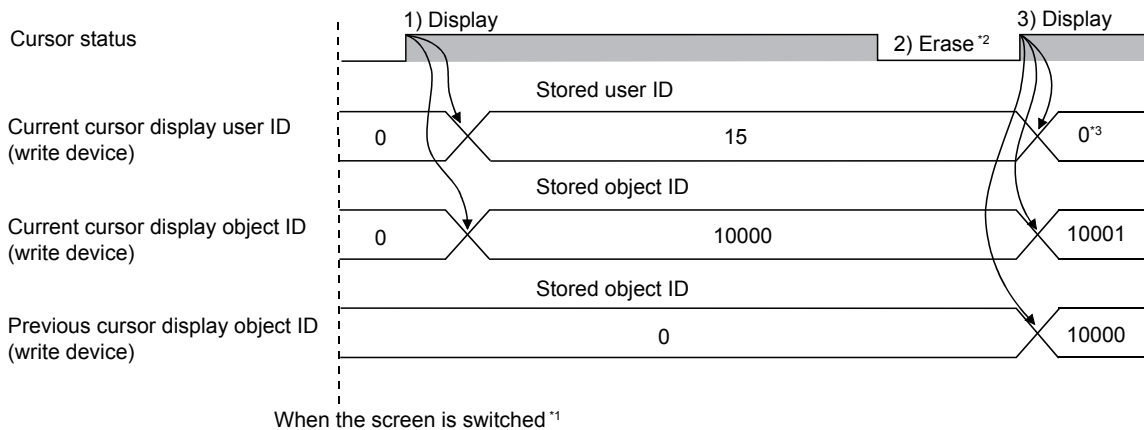 1) Display
3) Display
Cursor status
2) Erase *2
Stored user ID
Current cursor display user ID
(write device)
0
15
0*3
Stored object ID
Current cursor display object ID
(write device)
0
10000
10001
Stored object ID
Previous cursor display object ID
(write device)
0
10000
When the screen is switched *1